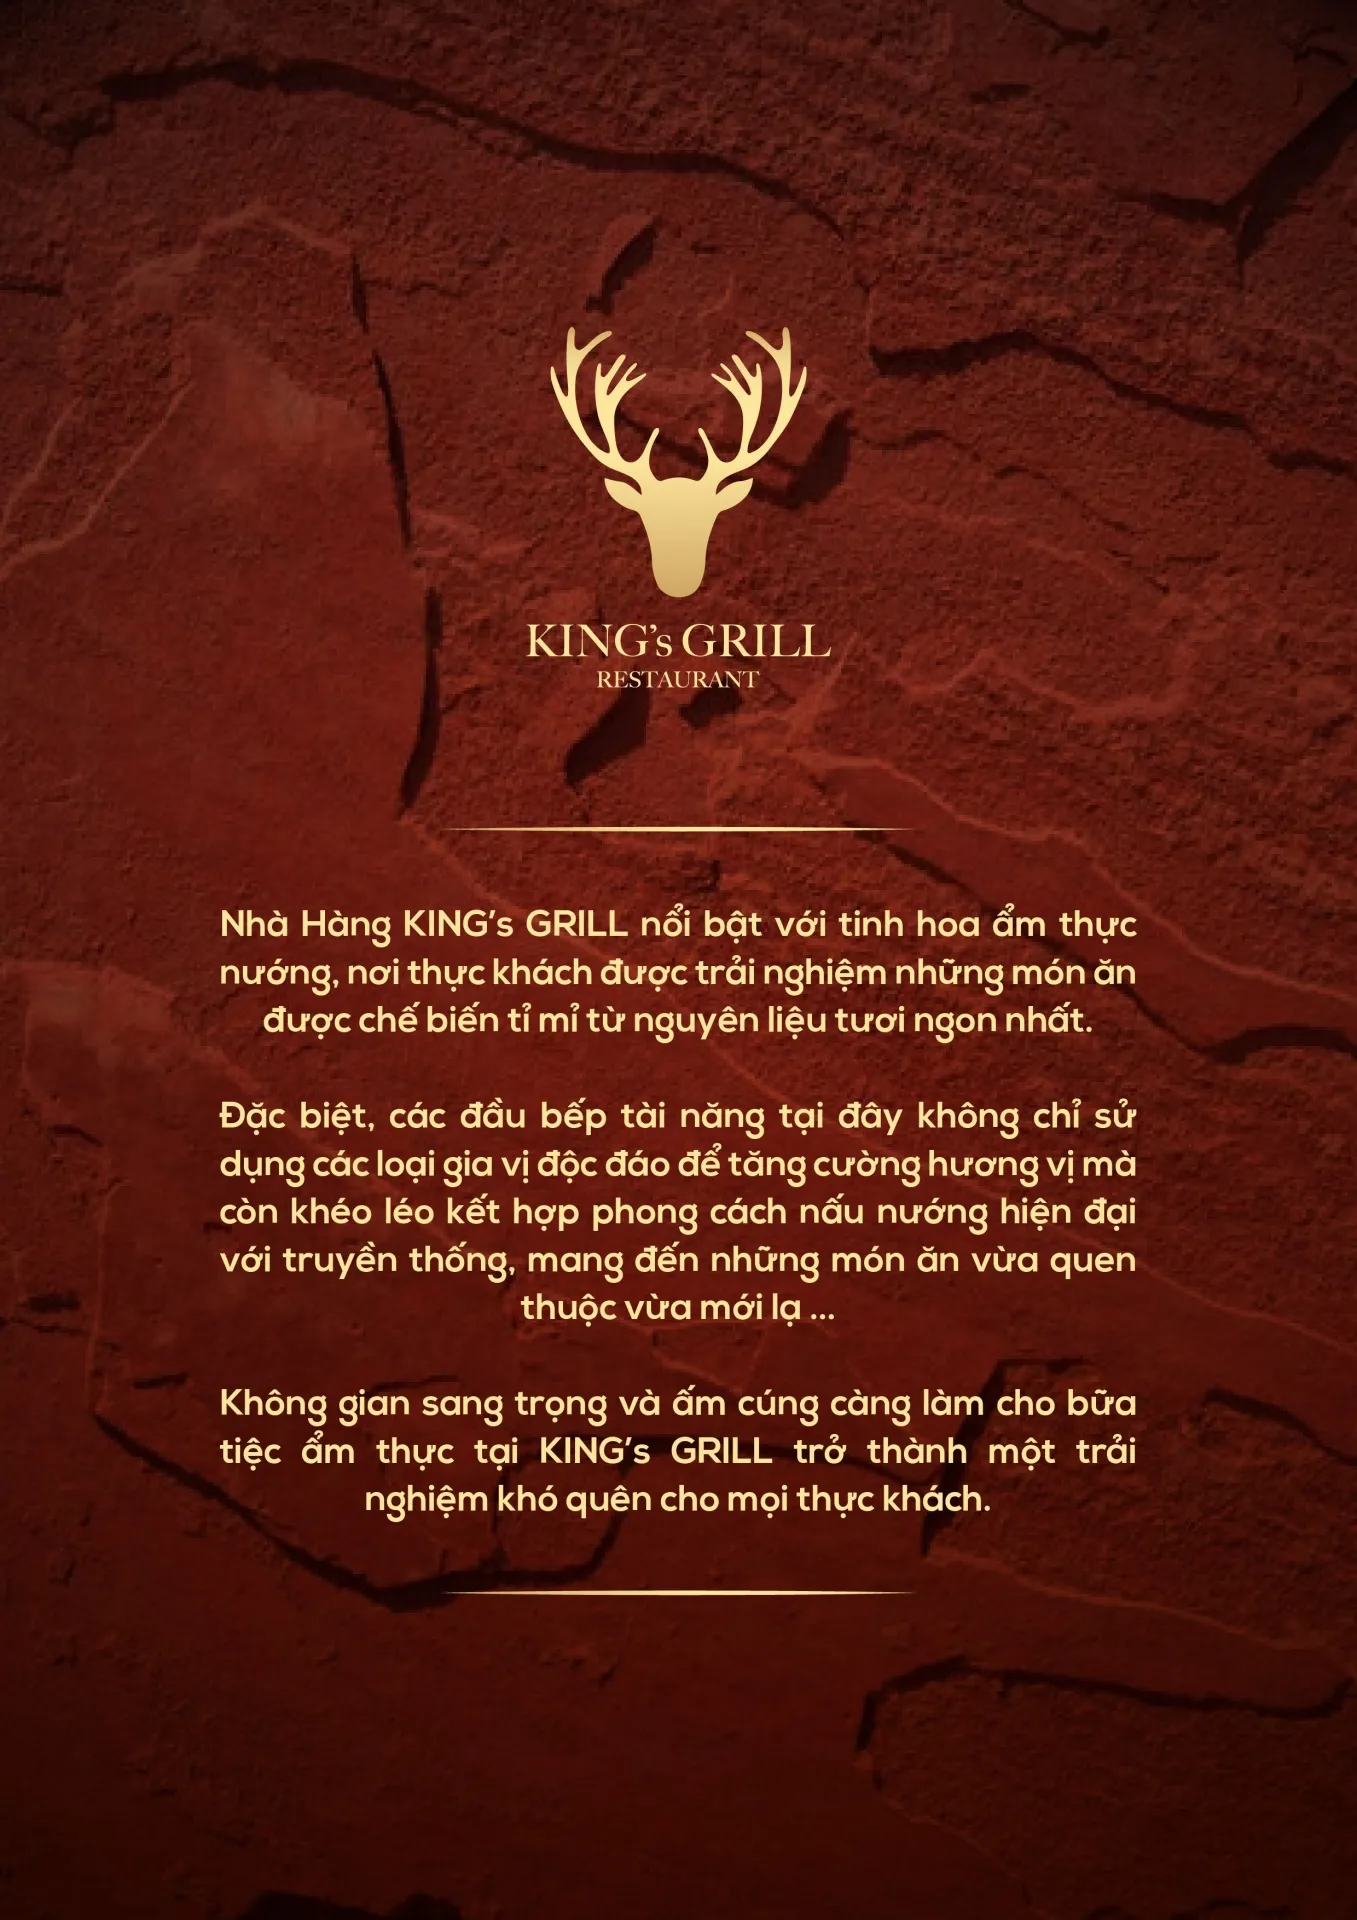 KING's GRILL
RESTAURANT
Nhà Hàng KING's GRILL nổi bật với tinh hoa ẩm thực
nướng, nơi thực khách được trải nghiệm những món ăn
được chế biến tỉ mỉ từ nguyên liệu tươi ngon nhất.
Đặc biệt, các đầu bếp tài năng tại đây không chỉ sử
dụng các loại gia vị độc đáo để tăng cường hương vị mà
còn khéo léo kết hợp phong cách nấu nướng hiện đại
với truyền thống, mang đến những món ăn vừa quen
thuộc vừa mới lạ ...
Không gian sang trọng và ấm cúng càng làm cho bữa
tiệc ẩm thực tại KING's GRILL trở thành một trải
nghiệm khó quên cho mọi thực khách.